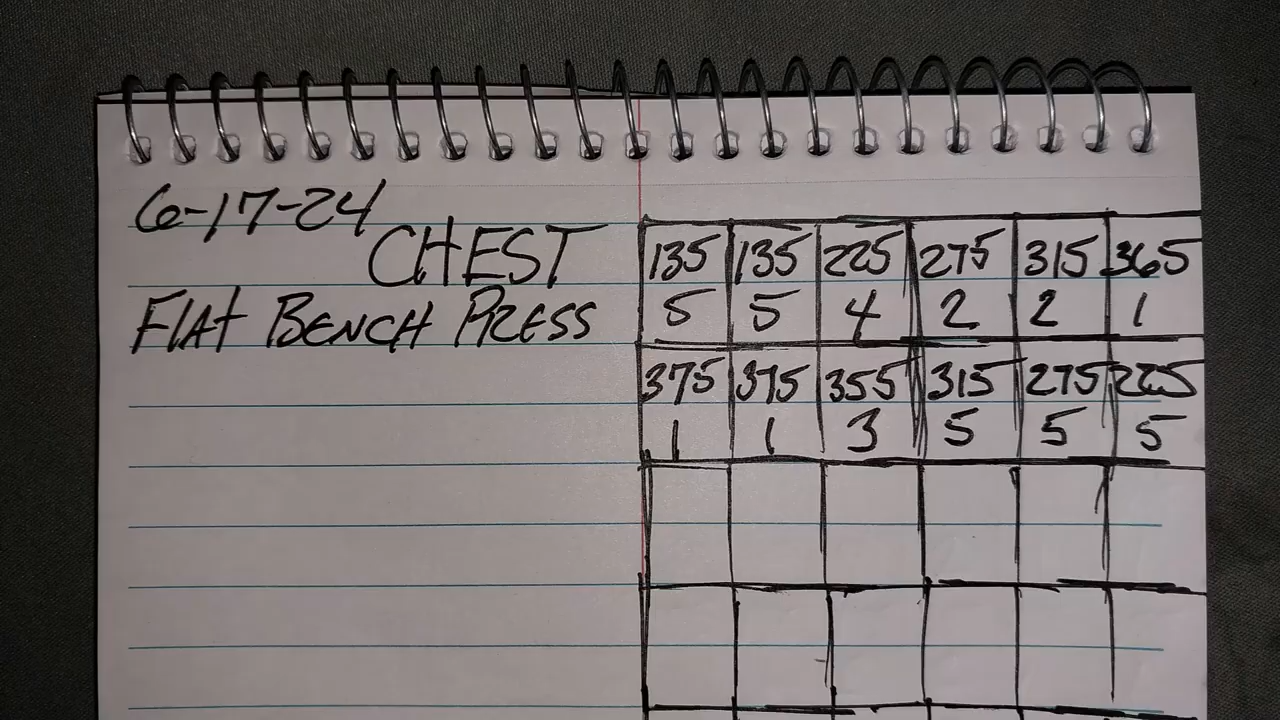 6-17-24
CHEST
FLAT BENCH PRESS
135 135 225 275 315 365
5 5 4 2 2 1
375 375 355 315 275 225
1 1 3 5 5 5